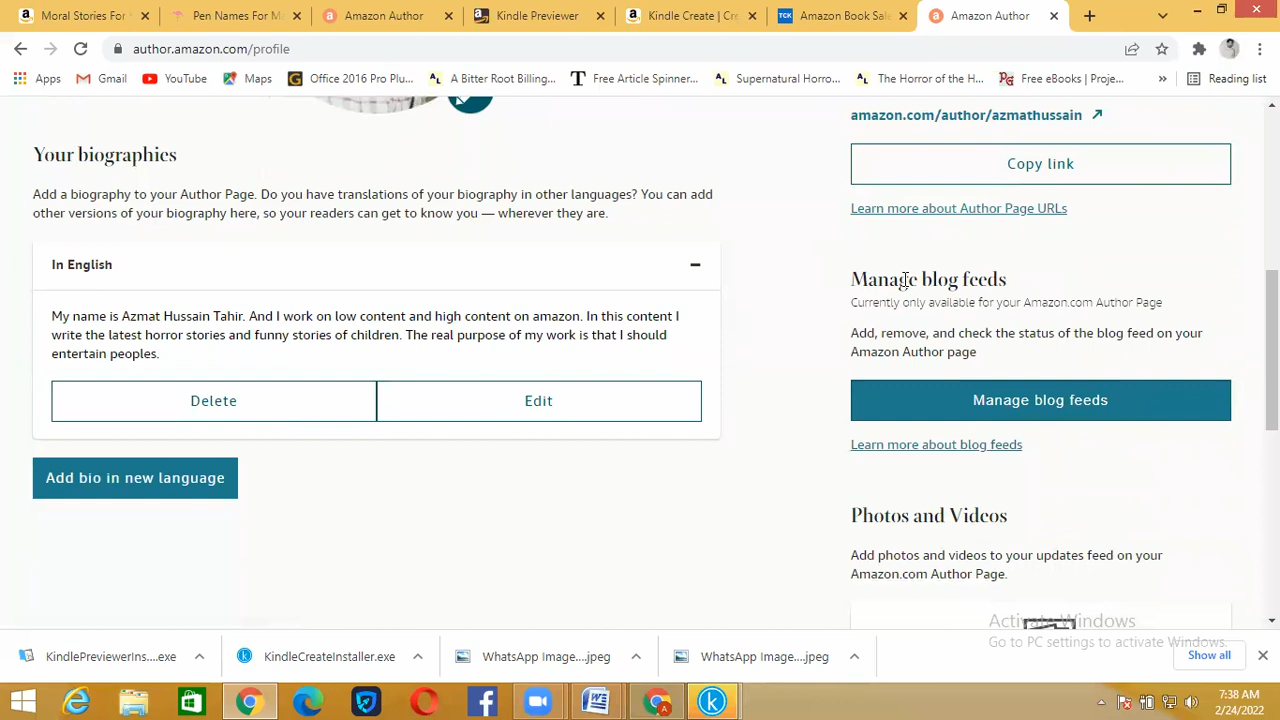 Moral Stories For
Pen Names For Ma
Amazon Author
Kindle Previewer
Kindle Create | Cre
Amazon Book Sale
Amazon Author
author.amazon.com/profile
Apps
Gmail
YouTube
Maps
Office 2016 Pro Plu...
A Bitter Root Billing...
Free Article Spinner...
Supernatural Horro...
The Horror of the H...
Free eBooks | Proje...
»
Reading list
amazon.com/author/azmathussain
Copy link
Learn more about Author Page URLs
Your biographies
Add a biography to your Author Page. Do you have translations of your biography in other languages? You can add
other versions of your biography here, so your readers can get to know you — wherever they are.
In English
My name is Azmat Hussain Tahir. And I work on low content and high content on amazon. In this content I
write the latest horror stories and funny stories of children. The real purpose of my work is that I should
entertain peoples.
Delete
Edit
Add bio in new language
Manage blog feeds
Currently only available for your Amazon.com Author Page
Add, remove, and check the status of the blog feed on your
Amazon Author page
Manage blog feeds
Learn more about blog feeds
Photos and Videos
Add photos and videos to your updates feed on your
Amazon.com Author Page.
Activate Windows
Go to PC settings to activate Windows.
KindlePreviewerIns....exe
KindleCreateInstaller.exe
WhatsApp Image....jpeg
WhatsApp Image....jpeg
Show all
7:38 AM
2/24/2022